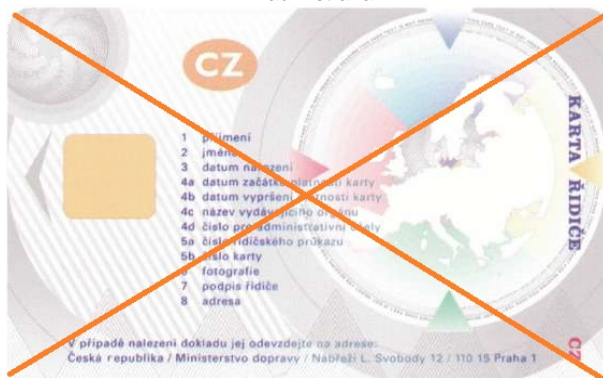 CZ
1 příjmení
2 jméno
3 datum narození
4a datum začátku platnosti karty
4b datum vypršení platnosti karty
4c název vydávajícího orgánu
4d číslo pro administrativní účely
5a číslo řidičského průkazu
5b číslo karty
6 fotografie
7 podpis řidiče
8 adresa
V případě nalezení dokladu jej odevzdejte na adrese:
Česká republika / Ministerstvo dopravy / Nábřeží L. Svobody 12 / 110 15 Praha 1
KARTA ŘIDIČE
CZ